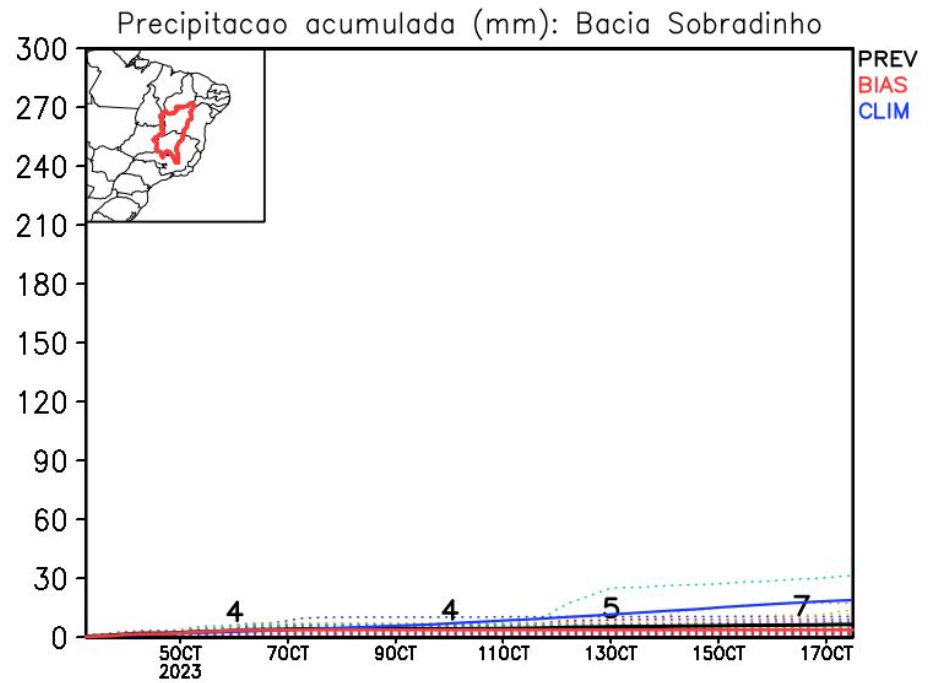 Precipitacao acumulada (mm): Bacia Sobradinho
300
270
240
210
180
150
120
90
60
30
0
PREV
BIAS
CLIM
4 4 5 7
5OCT 7OCT 9OCT 11OCT 13OCT 15OCT 17OCT
2023